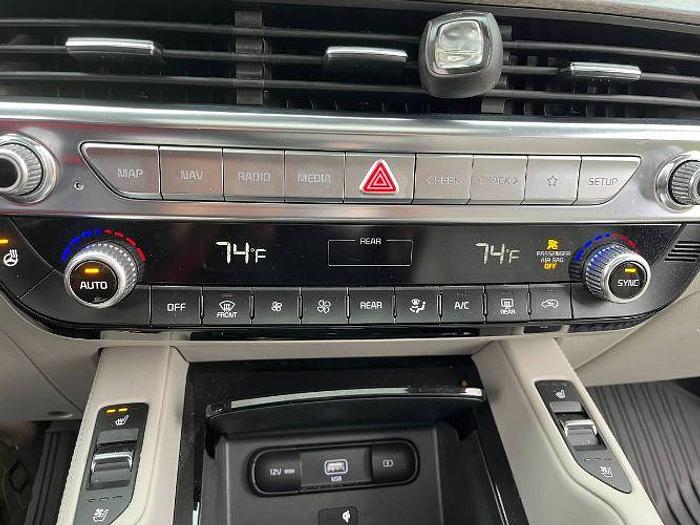 MAP NAV RADIO MEDIA < SEEK TRACK > SETUP
74°F REAR 74°F
PASSENGER
AIR BAG
OFF
AUTO SYNC
OFF FRONT REAR A/C REAR
12V USB